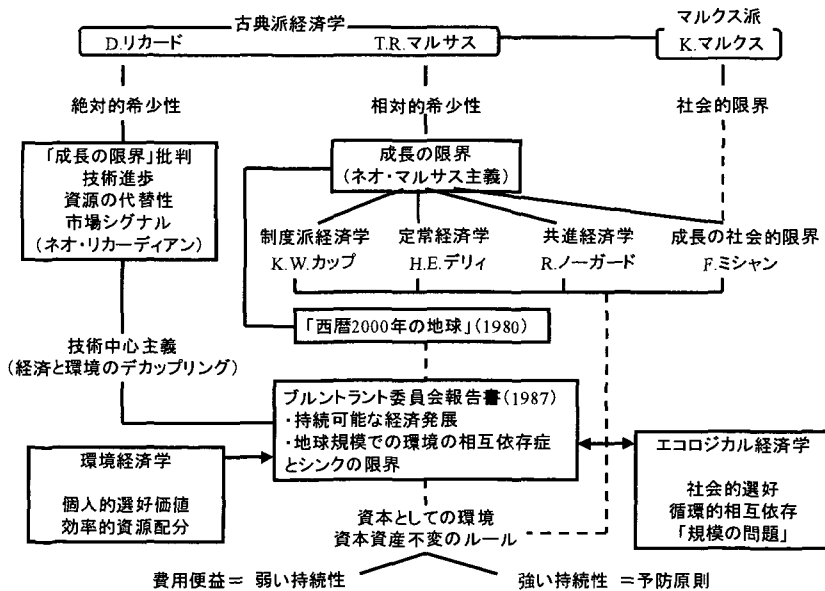 古典派経済学
マルクス派
D.リカード
T.R.マルサス
K.マルクス
絶対的希少性
相対的希少性
社会的限界
「成長の限界」批判
技術進歩
資源の代替性
市場シグナル
(ネオ・リカーディアン)
成長の限界
(ネオ・マルサス主義)
制度派経済学
K.W.カップ
定常経済学
H.E.デリィ
共進経済学
R.ノーガード
成長の社会的限界
F.ミシャン
「西暦2000年の地球」(1980)
技術中心主義
(経済と環境のデカップリング)
ブルントラント委員会報告書(1987)
・持続可能な経済発展
・地球規模での環境の相互依存症
とシンクの限界
環境経済学
個人的選好価値
効率的資源配分
エコロジカル経済学
社会的選好
循環的相互依存
「規模の問題」
資本としての環境
資本資産不変のルール
費用便益= 弱い持続性
強い持続性 =予防原則